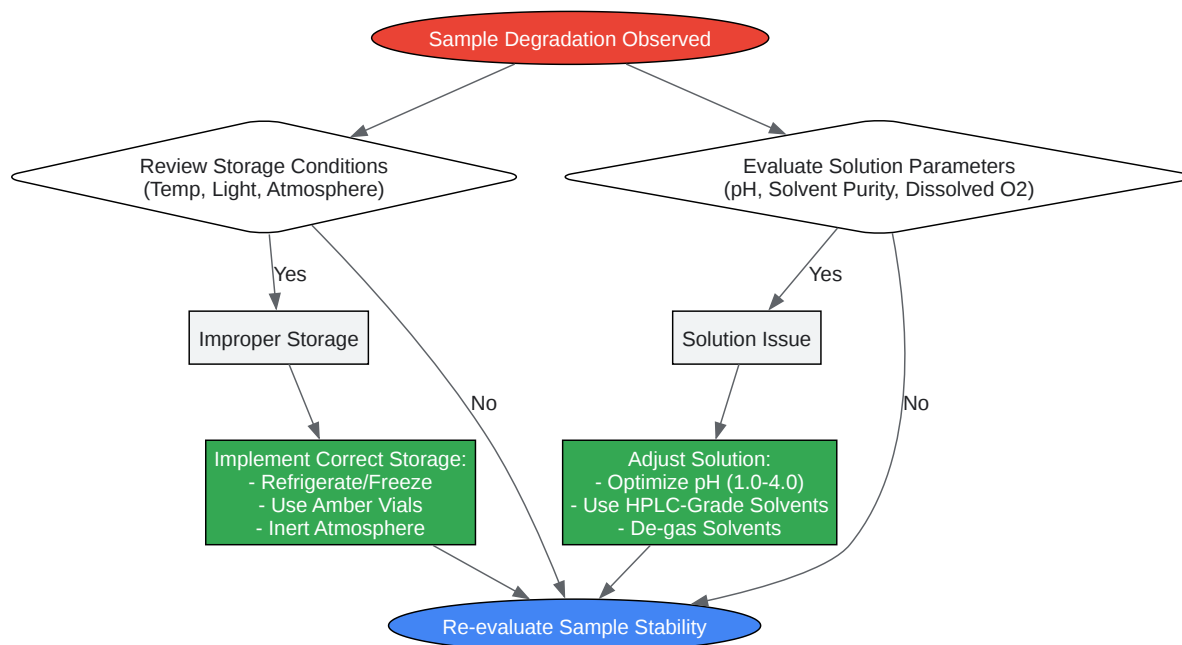 Sample Degradation Observed
Review Storage Conditions
(Temp, Light, Atmosphere)
Evaluate Solution Parameters
(pH, Solvent Purity, Dissolved O2)
Yes
Yes
Improper Storage
Solution Issue
No
No
Implement Correct Storage:
- Refrigerate/Freeze
- Use Amber Vials
- Inert Atmosphere
Adjust Solution:
- Optimize pH (1.0-4.0)
- Use HPLC-Grade Solvents
- De-gas Solvents
Re-evaluate Sample Stability